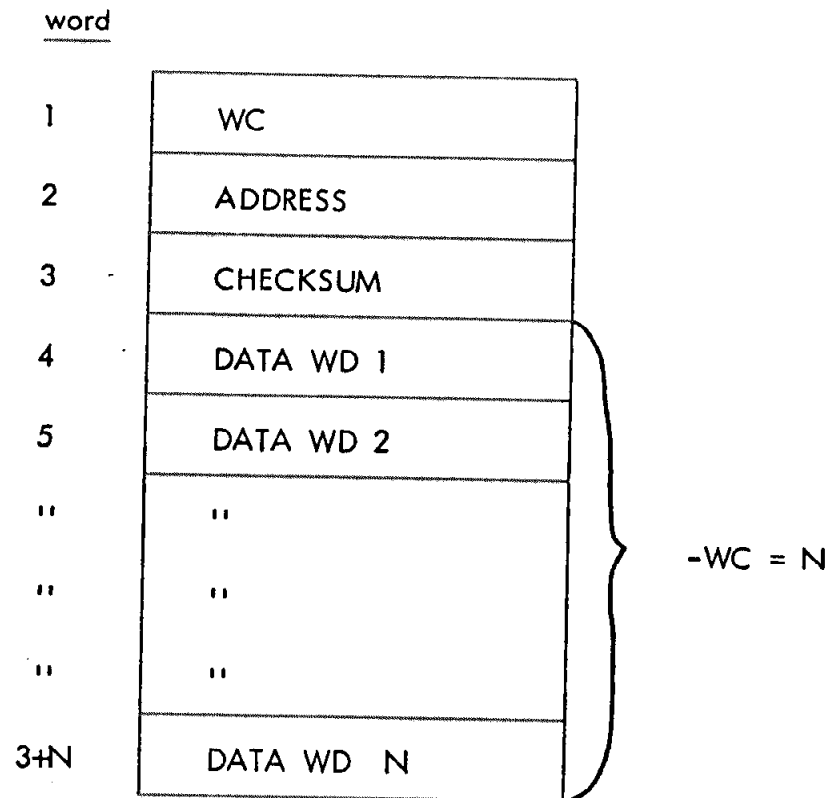 word
1 WC
2 ADDRESS
3 CHECKSUM
4 DATA WD 1
5 DATA WD 2
" "
" "
-WC = N
" "
3+N DATA WD N